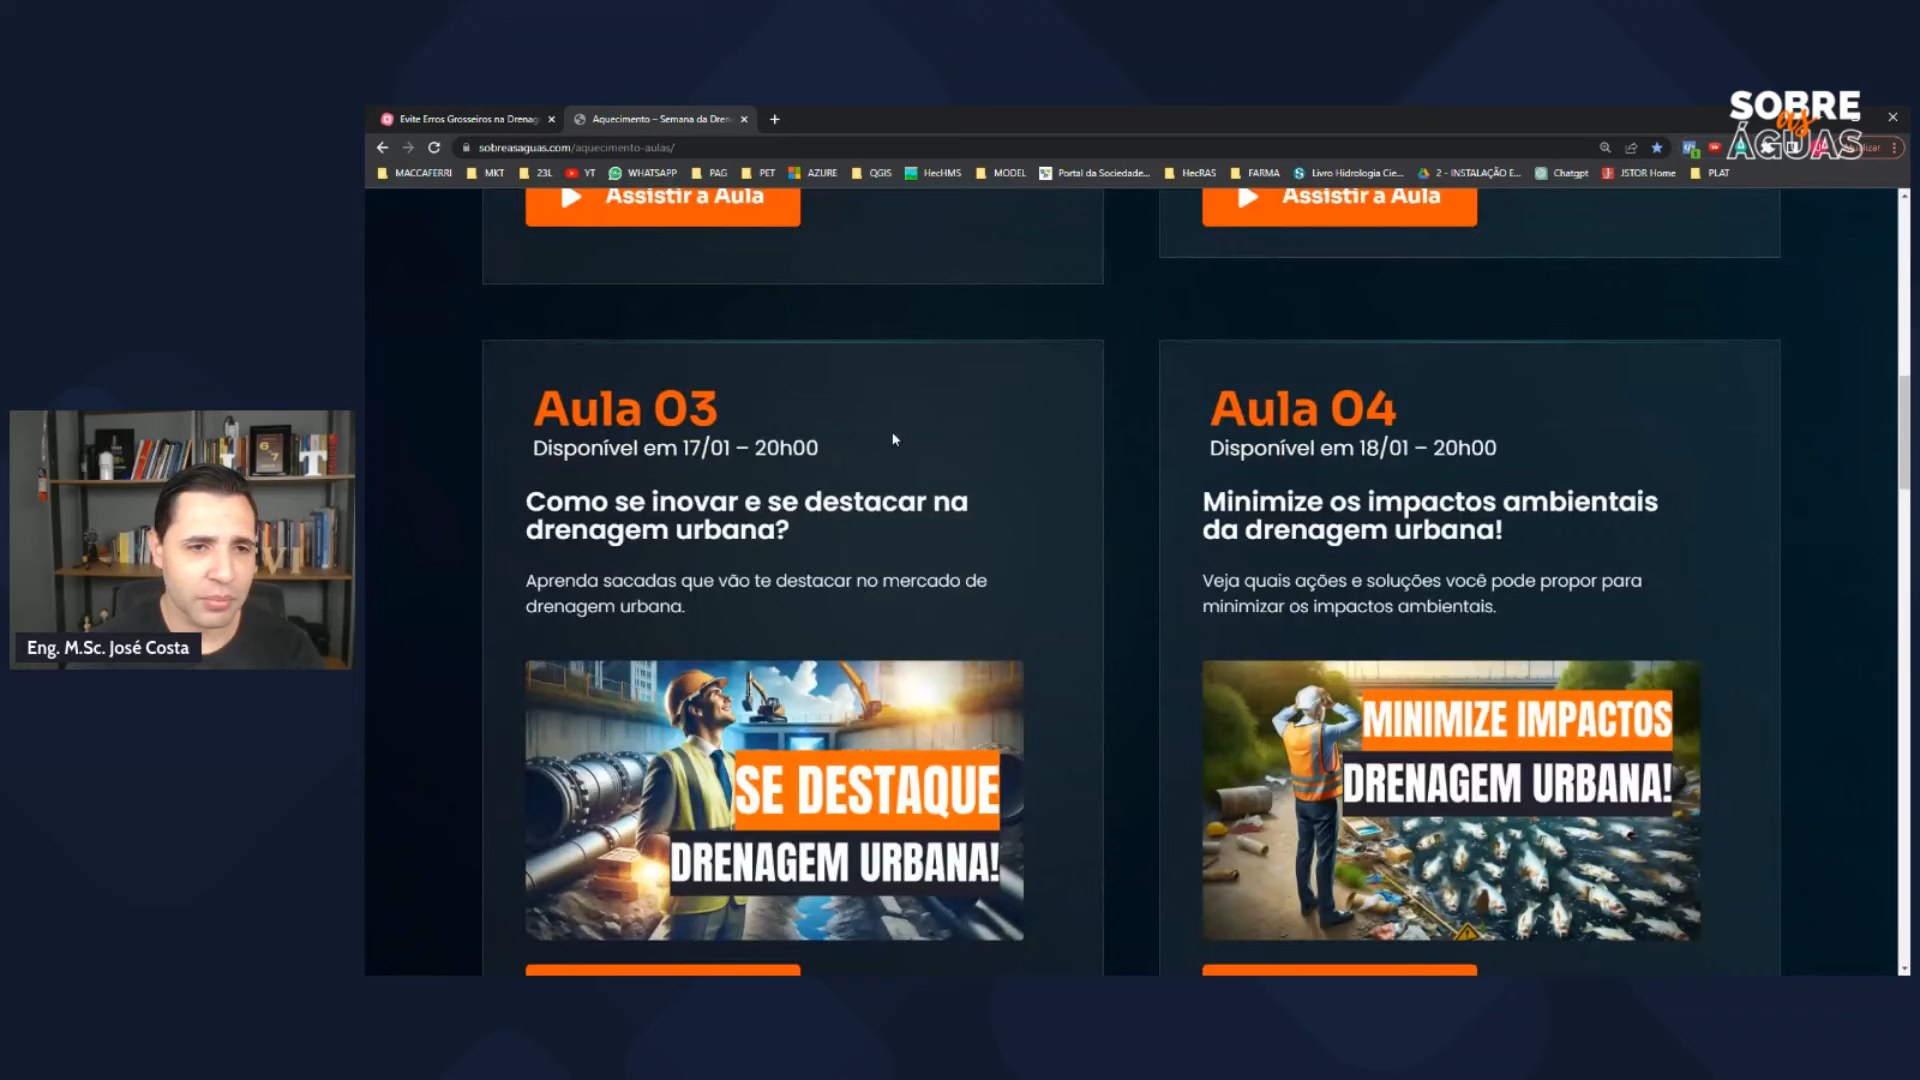 SOBRE
as
ÁGUAS
Evite Erros Grosseiros na Drenag
Aquecimento – Semana da Dren
sobreasaguas.com/aquecimento-aulas/
MACCAFERRI MKT 23L YT WHATSAPP PAG PET AZURE QGIS HecHMS MODEL Portal da Sociedade... HecRAS FARMA Livro Hidrologia Cie... 2 - INSTALAÇÃO E... Chatgpt JSTOR Home PLAT
Assistir a Aula
Assistir a Aula
Aula 03
Disponível em 17/01 – 20h00
Como se inovar e se destacar na
drenagem urbana?
Aprenda sacadas que vão te destacar no mercado de
drenagem urbana.
SE DESTAQUE
DRENAGEM URBANA!
Aula 04
Disponível em 18/01 – 20h00
Minimize os impactos ambientais
da drenagem urbana!
Veja quais ações e soluções você pode propor para
minimizar os impactos ambientais.
MINIMIZE IMPACTOS
DRENAGEM URBANA!
Eng. M.Sc. José Costa